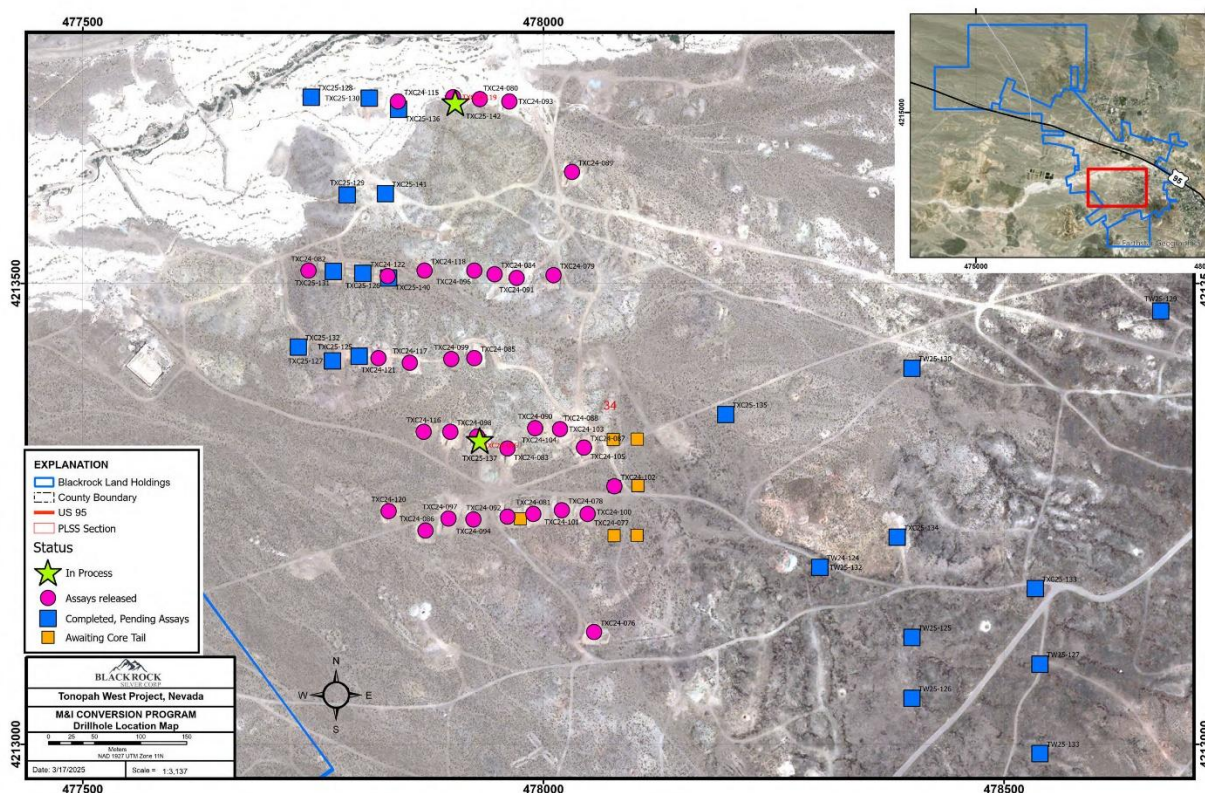 477500
478000
TXC25-128
TXC25-130
TXC24-115
TXC25-136
TXC25-142
TXC24-080
TXC24-093
TXC24-089
TXC25-129
TXC25-141
TXC24-082
TXC25-131
TXC24-122
TXC25-140
TXC24-118
TXC24-096
TXC24-084
TXC24-091
TXC24-079
4213500
TW25-130
TXC25-132
TXC25-125
TXC25-127
TXC24-121
TXC24-117
TXC24-099
TXC24-085
TXC25-135
34
TXC24-116
TXC24-098
TXC25-137
TXC24-083
TXC24-090
TXC24-104
TXC24-088
TXC24-103
TXC24-087
TXC24-105
TXC24-102
TXC24-120
TXC24-086
TXC24-097
TXC24-094
TXC24-092
TXC24-081
TXC24-101
TXC24-078
TXC24-100
TXC24-077
TXC25-134
TW24-124
TW25-132
TXC25-133
TW25-125
TW25-127
TXC24-076
TW25-126
TW25-133
4213000
477500
478000
478500
4215000
95
© Earthstar Geographics
475000
EXPLANATION
Blackrock Land Holdings
County Boundary
US 95
PLSS Section
Status
In Process
Assays released
Completed, Pending Assays
Awaiting Core Tail
BLACKROCK
SILVER CORP
Tonopah West Project, Nevada
M&I CONVERSION PROGRAM
Drillhole Location Map
0 25 50 100 150
Meters
NAD 1927 UTM Zone 11N
Date: 3/17/2025 Scale = 1:3,137
N
W E
S
4213000